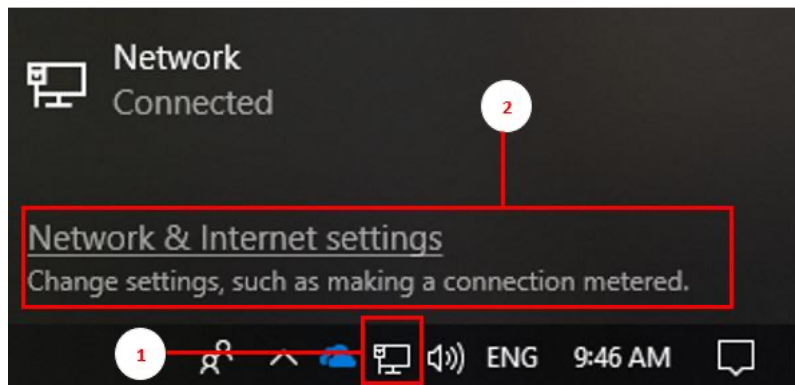 Network
Connected
2
Network & Internet settings
Change settings, such as making a connection metered.
1
ENG 9:46 AM